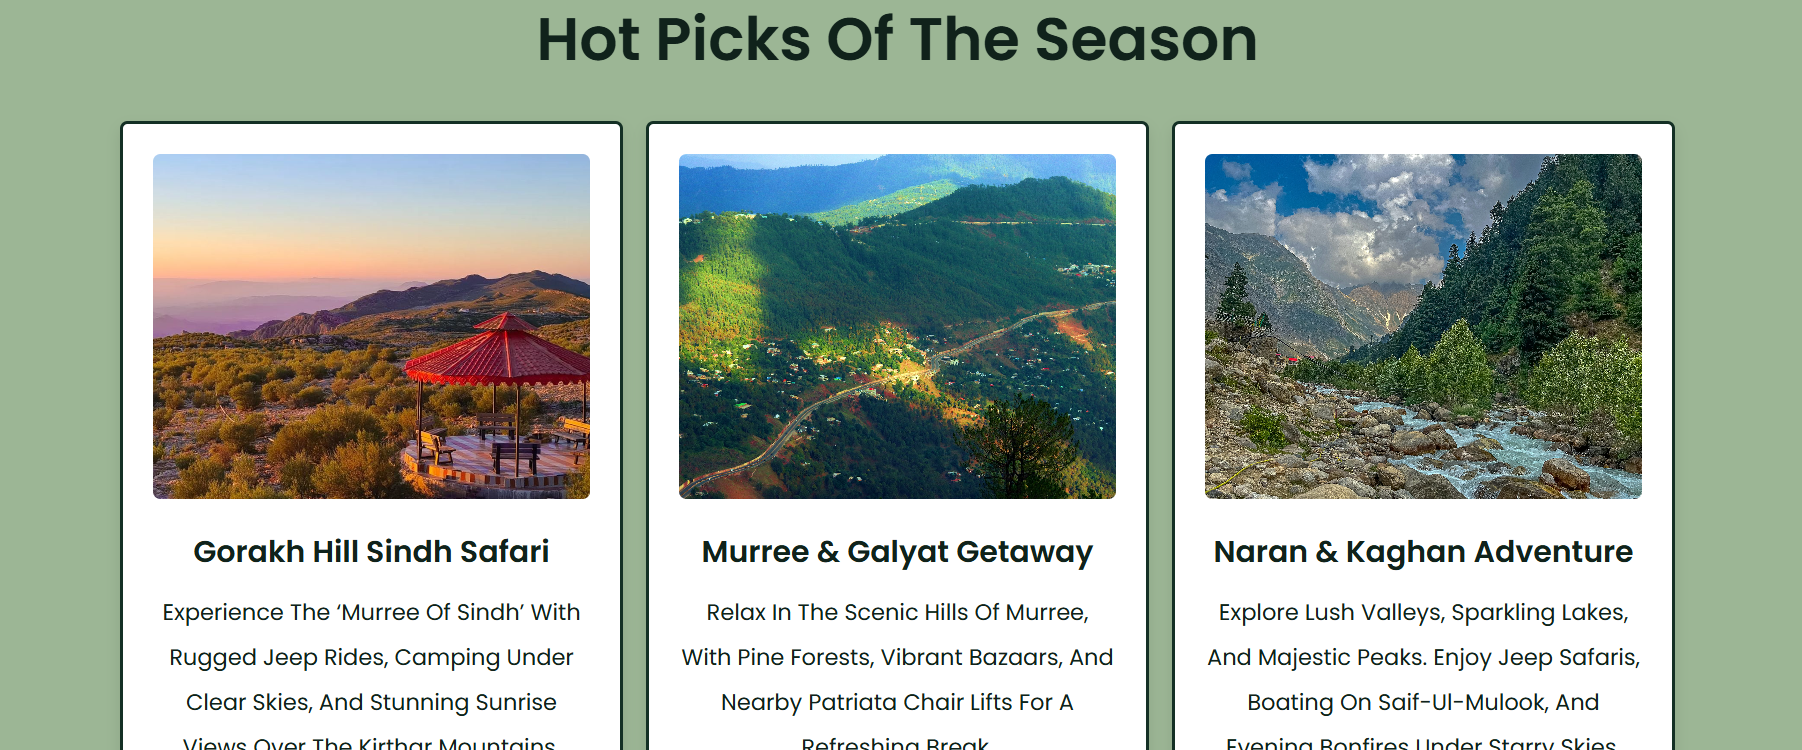 Hot Picks Of The Season
Gorakh Hill Sindh Safari
Experience The ‘Murree Of Sindh’ With
Rugged Jeep Rides, Camping Under
Clear Skies, And Stunning Sunrise
Views Over The Kirthar Mountains.
Murree & Galyat Getaway
Relax In The Scenic Hills Of Murree,
With Pine Forests, Vibrant Bazaars, And
Nearby Patriata Chair Lifts For A
Refreshing Break.
Naran & Kaghan Adventure
Explore Lush Valleys, Sparkling Lakes,
And Majestic Peaks. Enjoy Jeep Safaris,
Boating On Saif-Ul-Mulook, And
Evening Bonfires Under Starry Skies.